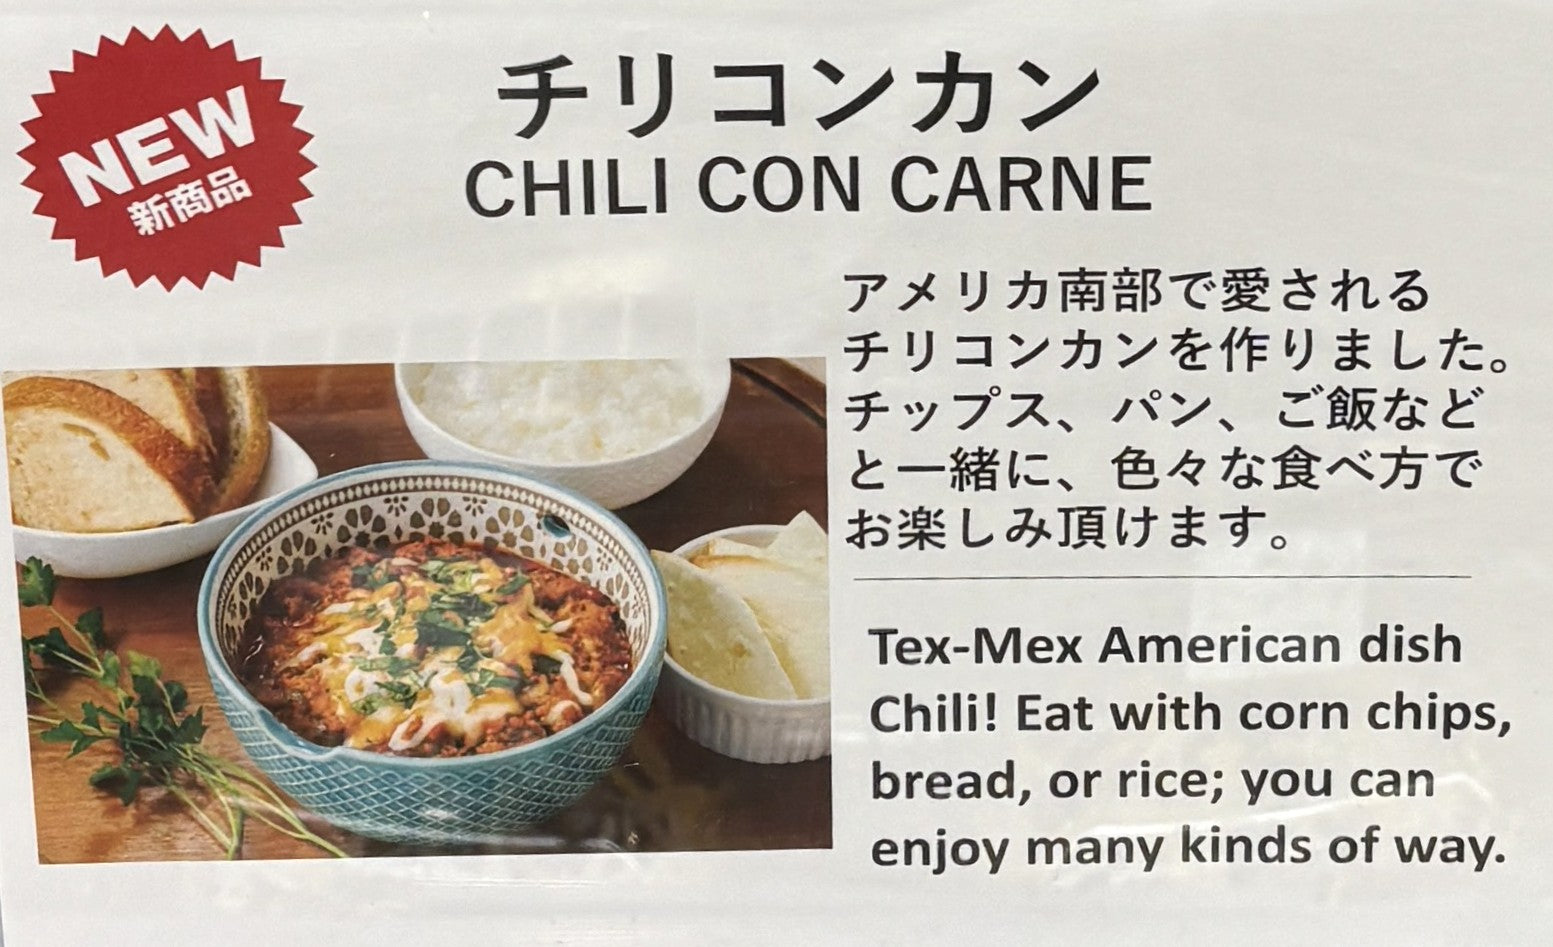 NEW
新商品
チリコンカン
CHILI CON CARNE
アメリカ南部で愛される
チリコンカンを作りました。
チップス、パン、ご飯など
と一緒に、色々な食べ方で
お楽しみ頂けます。
Tex-Mex American dish
Chili! Eat with corn chips,
bread, or rice; you can
enjoy many kinds of way.